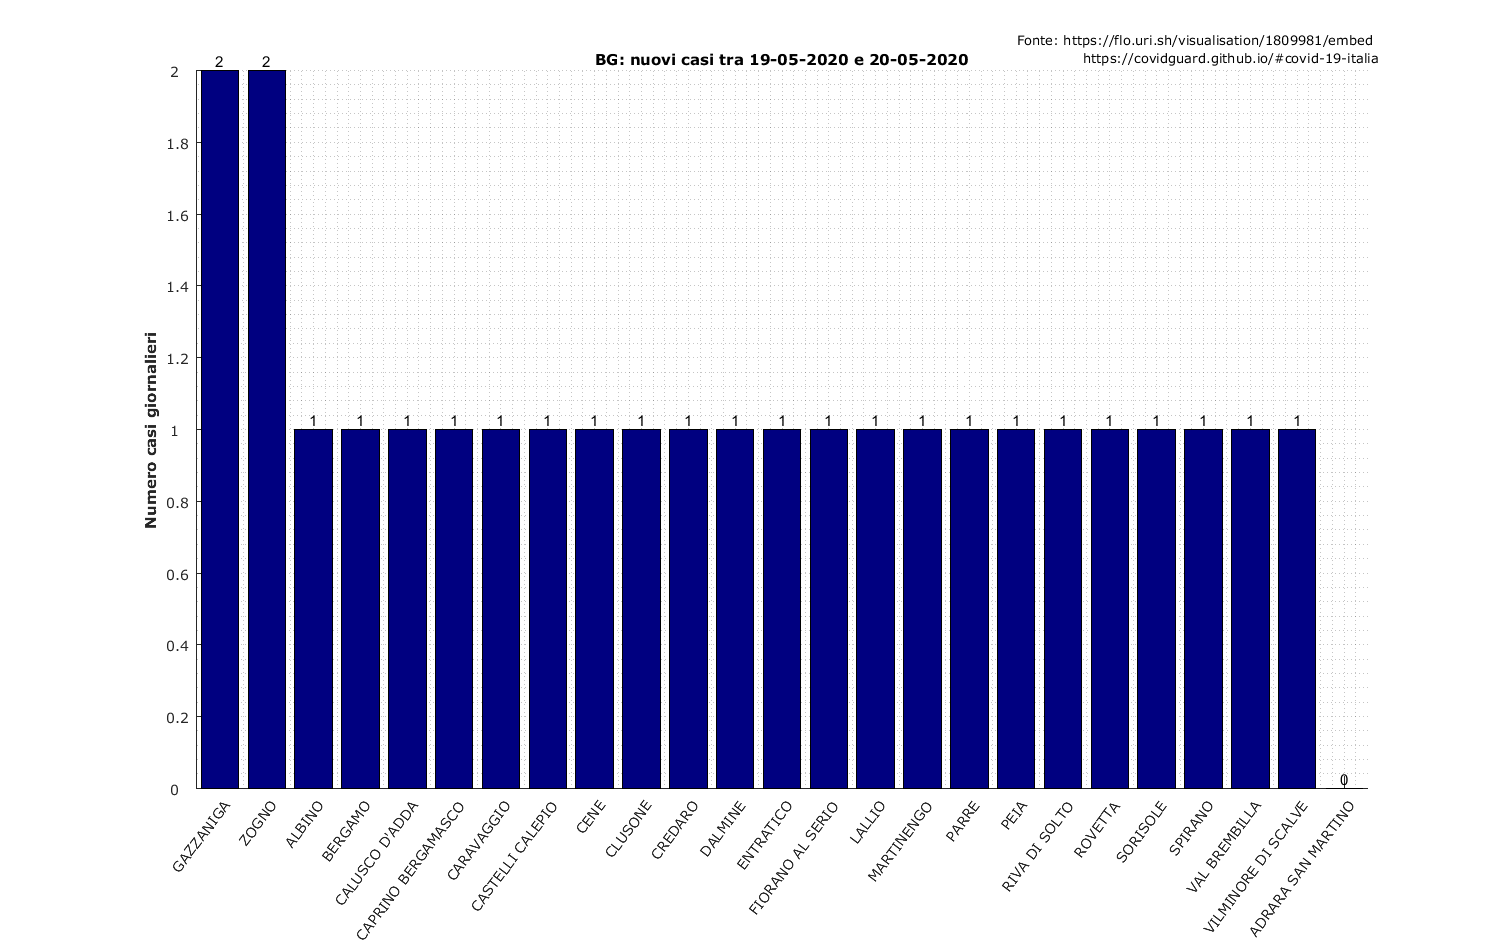 Fonte: https://flo.uri.sh/visualisation/1809981/embed
https://covidguard.github.io/#covid-19-italia
BG: nuovi casi tra 19-05-2020 e 20-05-2020
Numero casi giornalieri
2
1.8
1.6
1.4
1.2
1
0.8
0.6
0.4
0.2
0
2 2 1 1 1 1 1 1 1 1 1 1 1 1 1 1 1 1 1 1 1 1 1 1 0
GAZZANIGA
ZOGNO
ALBINO
BERGAMO
CALUSCO D'ADDA
CAPRINO BERGAMASCO
CARAVAGGIO
CASTELLI CALEPIO
CENE
CLUSONE
CREDARO
DALMINE
ENTRATICO
FIORANO AL SERIO
LALLIO
MARTINENGO
PARRE
PEIA
RIVA DI SOLTO
ROVETTA
SORISOLE
SPIRANO
VAL BREMBILLA
VILMINORE DI SCALVE
ADRARA SAN MARTINO